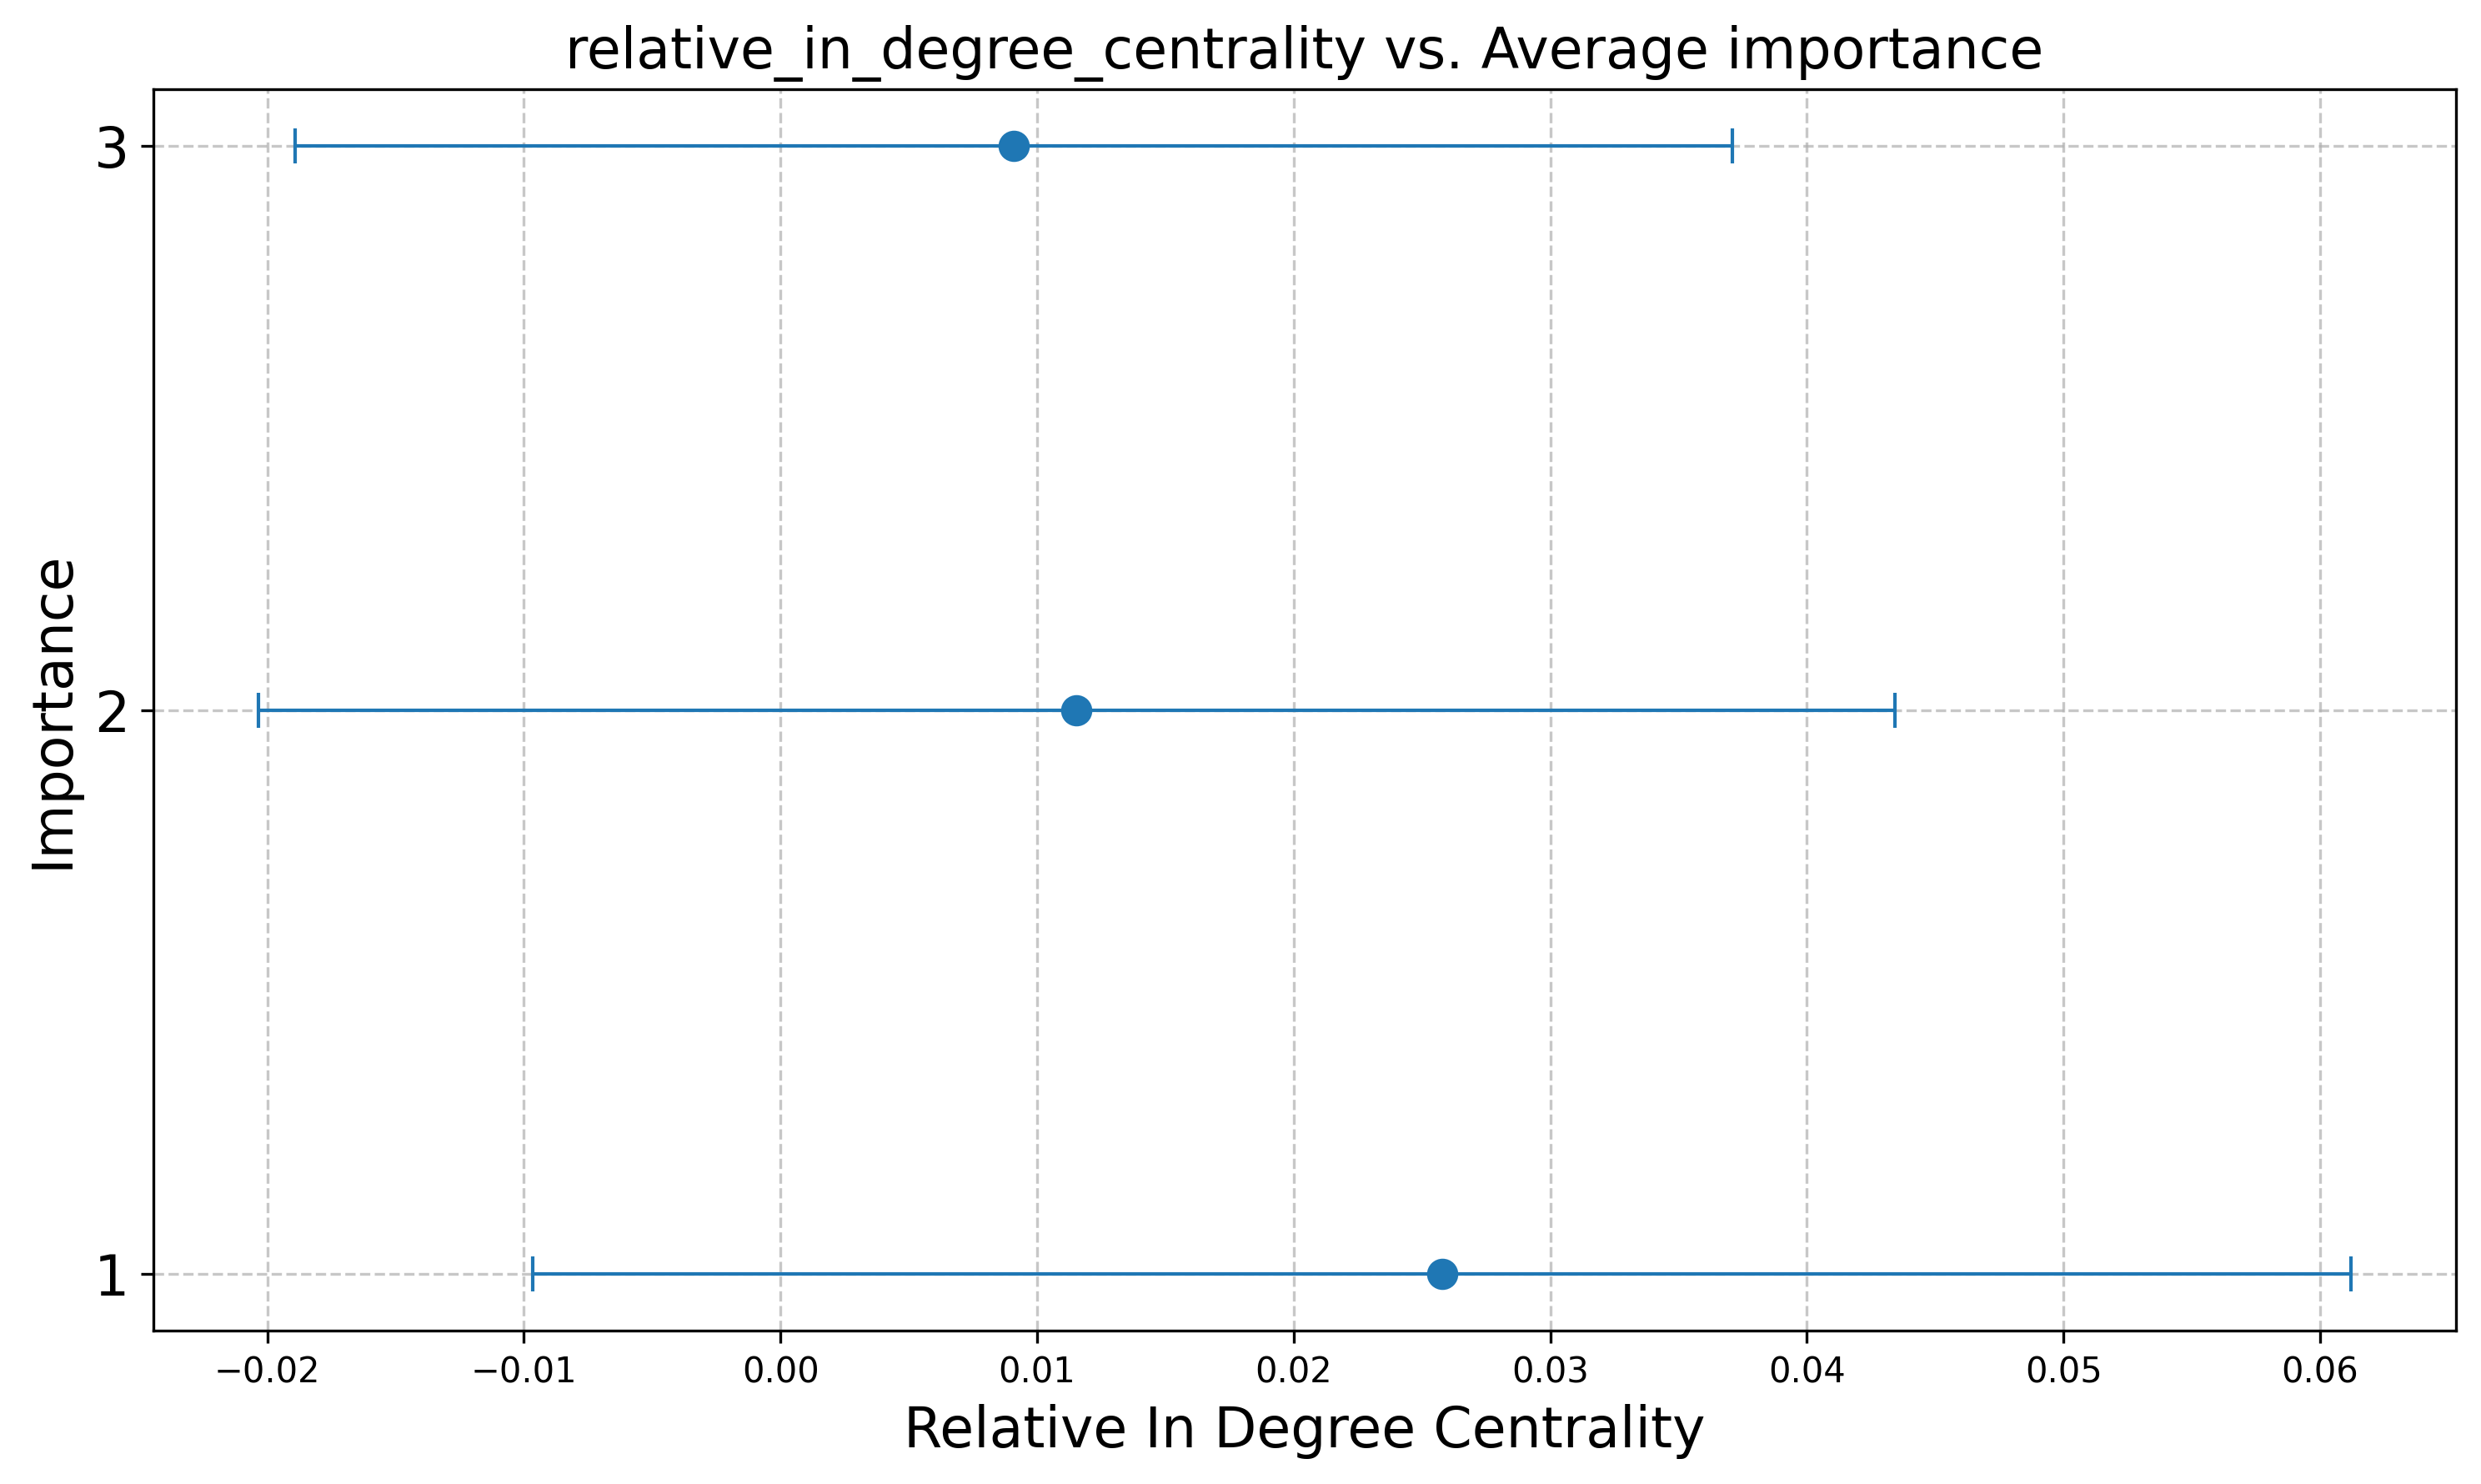 relative_in_degree_centrality vs. Average importance
3
2
1
Importance
−0.02 −0.01 0.00 0.01 0.02 0.03 0.04 0.05 0.06
Relative In Degree Centrality